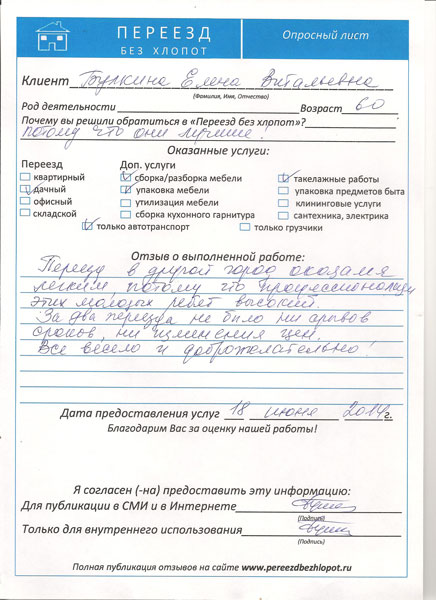 ПЕРЕЕЗД
БЕЗ ХЛОПОТ
Опросный лист
Клиент Булкина Елена Витальевна
(Фамилия, Имя, Отчество)
Род деятельности Возраст 60
Почему вы решили обратиться в «Переезд без хлопот»?
потому что они лучшие!
Оказанные услуги:
Переезд
квартирный
дачный
офисный
складской
Доп. услуги
сборка/разборка мебели
упаковка мебели
утилизация мебели
сборка кухонного гарнитура
такелажные работы
упаковка предметов быта
клининговые услуги
сантехника, электрика
только автотранспорт
только грузчики
Отзыв о выполненной работе:
Переезд в другой город оказался
легким потому что профессионализм
этих молодых ребят высокий.
За два переезда не было ни срывов
сроков, ни изменения цен.
Все весело и доброжелательно!
Дата предоставления услуг 18 июня 2014 г.
Благодарим Вас за оценку нашей работы!
Я согласен (-на) предоставить эту информацию:
Для публикации в СМИ и в Интернете
(Подпись)
Только для внутреннего использования
(Подпись)
Полная публикация отзывов на сайте www.pereezdbezhlopot.ru